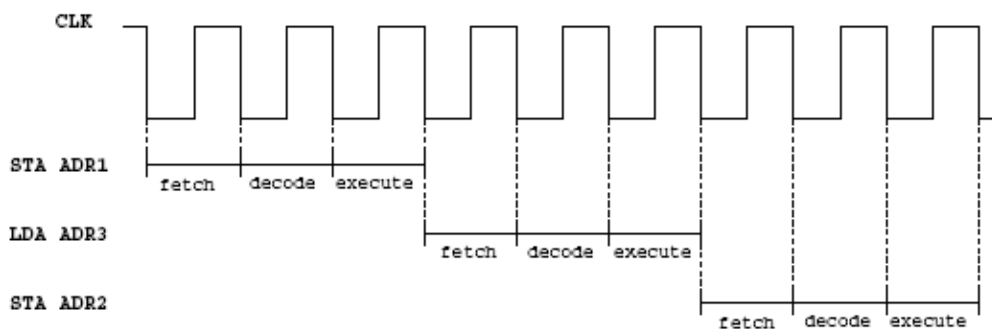 CLK
STA ADR1
fetch decode execute
LDA ADR3
fetch decode execute
STA ADR2
fetch decode execute